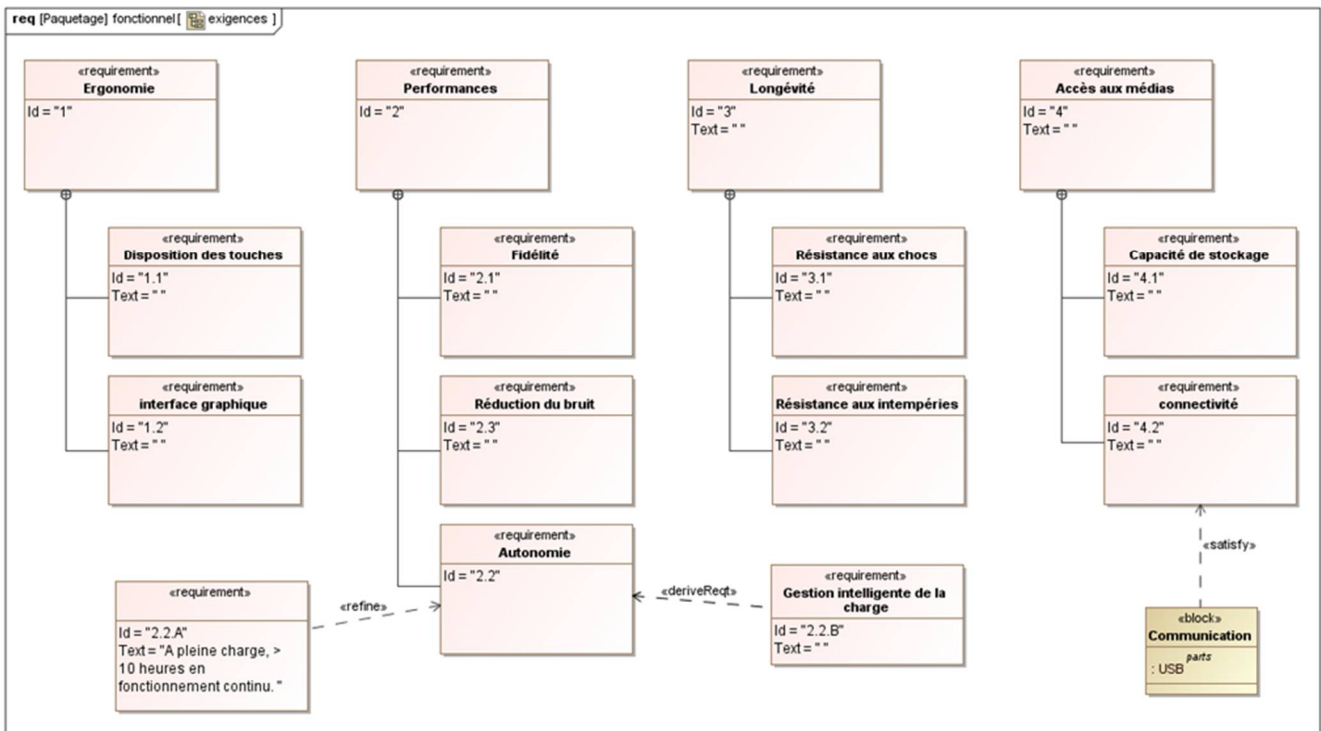 req [Paquetage] fonctionnel [ exigences ]
«requirement»
Ergonomie
Id = "1"
«requirement»
Performances
Id = "2"
«requirement»
Longévité
Id = "3"
Text = " "
«requirement»
Accès aux médias
Id = "4"
Text = " "
«requirement»
Disposition des touches
Id = "1.1"
Text = " "
«requirement»
Fidélité
Id = "2.1"
Text = " "
«requirement»
Résistance aux chocs
Id = "3.1"
Text = " "
«requirement»
Capacité de stockage
Id = "4.1"
Text = " "
«requirement»
interface graphique
Id = "1.2"
Text = " "
«requirement»
Réduction du bruit
Id = "2.3"
Text = " "
«requirement»
Résistance aux intempéries
Id = "3.2"
Text = " "
«requirement»
connectivité
Id = "4.2"
Text = " "
«requirement»
Autonomie
Id = "2.2"
«requirement»
Id = "2.2.A"
Text = "A pleine charge, >
10 heures en
fonctionnement continu. "
«refine»
«deriveReqt»
«requirement»
Gestion intelligente de la
charge
Id = "2.2.B"
Text = " "
«satisfy»
«block»
Communication
parts
: USB